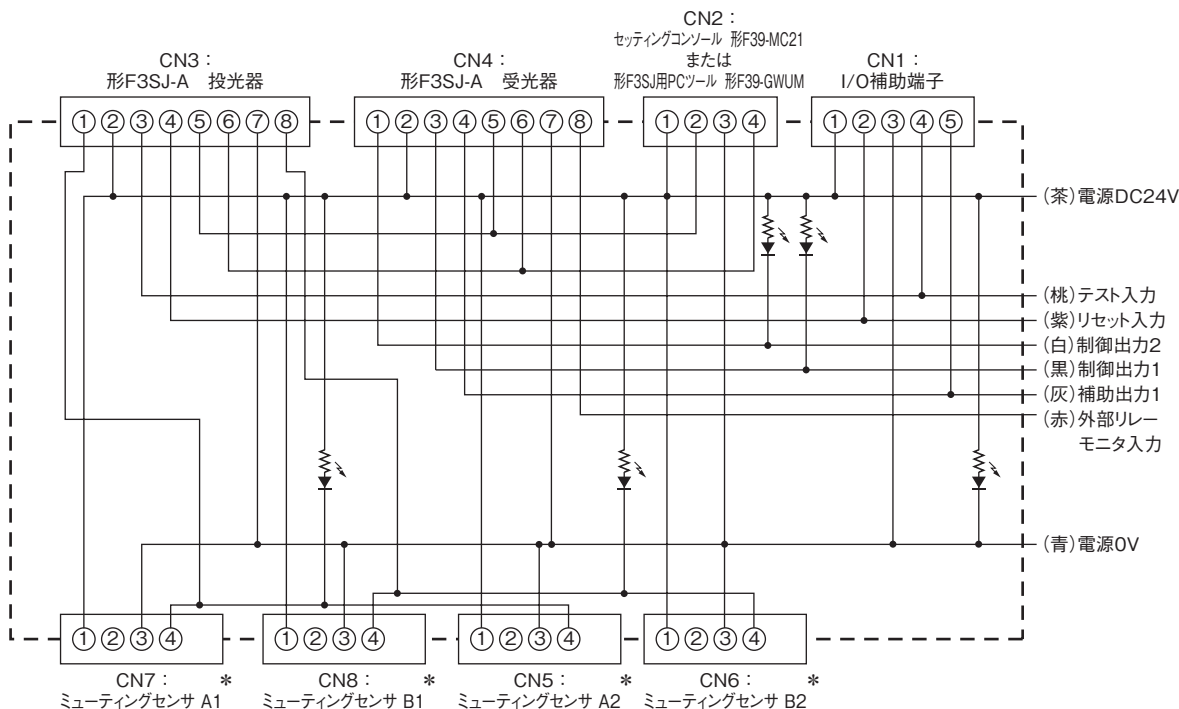 CN3：
形F3SJ-A　投光器
①②③④⑤⑥⑦⑧
CN4：
形F3SJ-A　受光器
①②③④⑤⑥⑦⑧
CN2：
セッティングコンソール 形F39-MC21
または
形F3SJ用PCツール 形F39-GWUM
①②③④
CN1：
I/O補助端子
①②③④⑤
(茶)電源DC24V
(桃)テスト入力
(紫)リセット入力
(白)制御出力2
(黒)制御出力1
(灰)補助出力1
(赤)外部リレー
モニタ入力
(青)電源0V
①②③④
CN7：　＊
ミューティングセンサ A1
①②③④
CN8：　＊
ミューティングセンサ B1
①②③④
CN5：　＊
ミューティングセンサ A2
①②③④
CN6：　＊
ミューティングセンサ B2